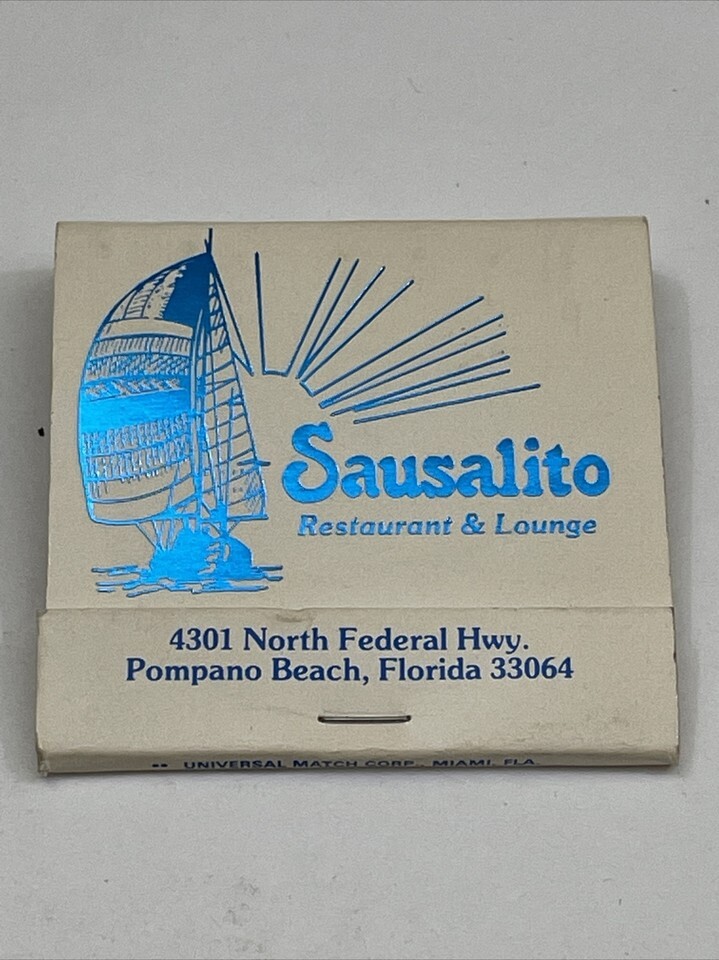 Sausalito
Restaurant & Lounge
4301 North Federal Hwy.
Pompano Beach, Florida 33064
UNIVERSAL MATCH CORP., MIAMI, FLA.